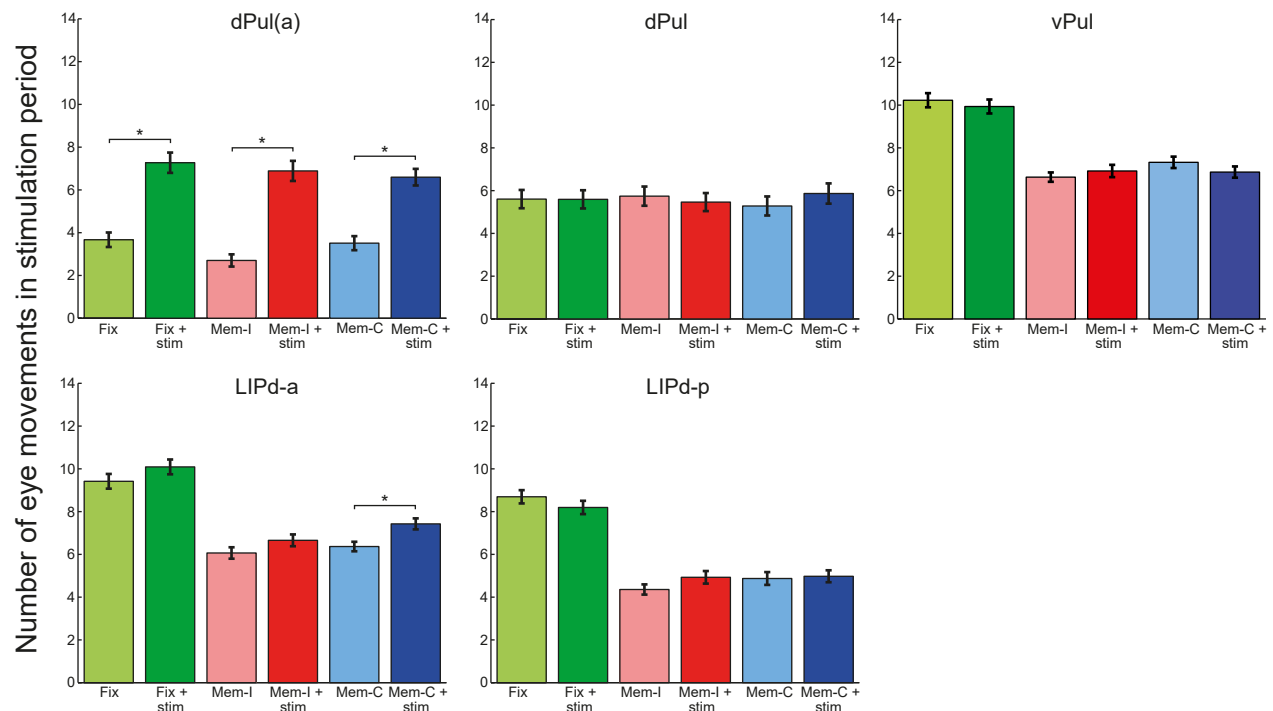 Number of eye movements in stimulation period
dPul(a)
14
12
10
8
6
4
2
0
*
*
*
Fix
Fix +
stim
Mem-I
Mem-I +
stim
Mem-C
Mem-C +
stim
dPul
14
12
10
8
6
4
2
0
Fix
Fix +
stim
Mem-I
Mem-I +
stim
Mem-C
Mem-C +
stim
vPul
14
12
10
8
6
4
2
0
Fix
Fix +
stim
Mem-I
Mem-I +
stim
Mem-C
Mem-C +
stim
LIPd-a
14
12
10
8
6
4
2
0
*
Fix
Fix +
stim
Mem-I
Mem-I +
stim
Mem-C
Mem-C +
stim
LIPd-p
14
12
10
8
6
4
2
0
Fix
Fix +
stim
Mem-I
Mem-I +
stim
Mem-C
Mem-C +
stim